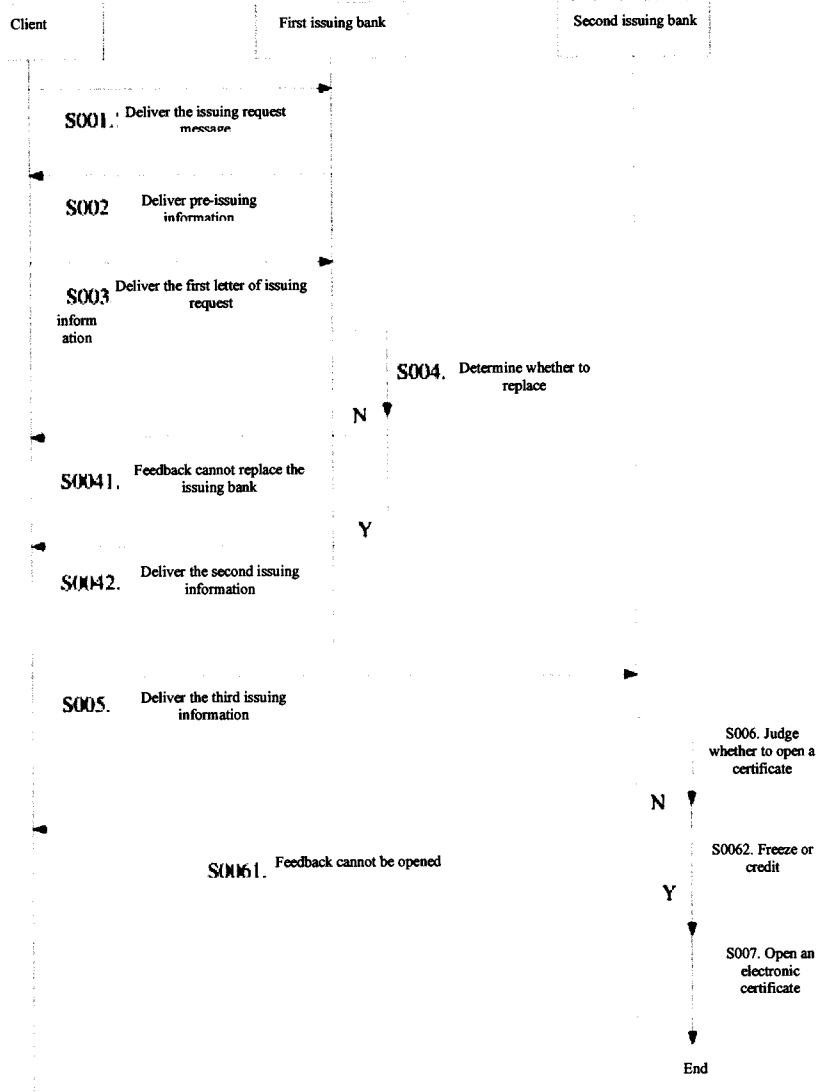 Client
First issuing bank
Second issuing bank
S001.
Deliver the issuing request
message
S002
Deliver pre-issuing
information
S003
Deliver the first letter of issuing
request
inform
ation
S004.
Determine whether to
replace
N
S0041.
Feedback cannot replace the
issuing bank
Y
S0042.
Deliver the second issuing
information
S005.
Deliver the third issuing
information
S006. Judge
whether to open a
certificate
N
S0061.
Feedback cannot be opened
S0062. Freeze or
credit
Y
S007. Open an
electronic
certificate
End